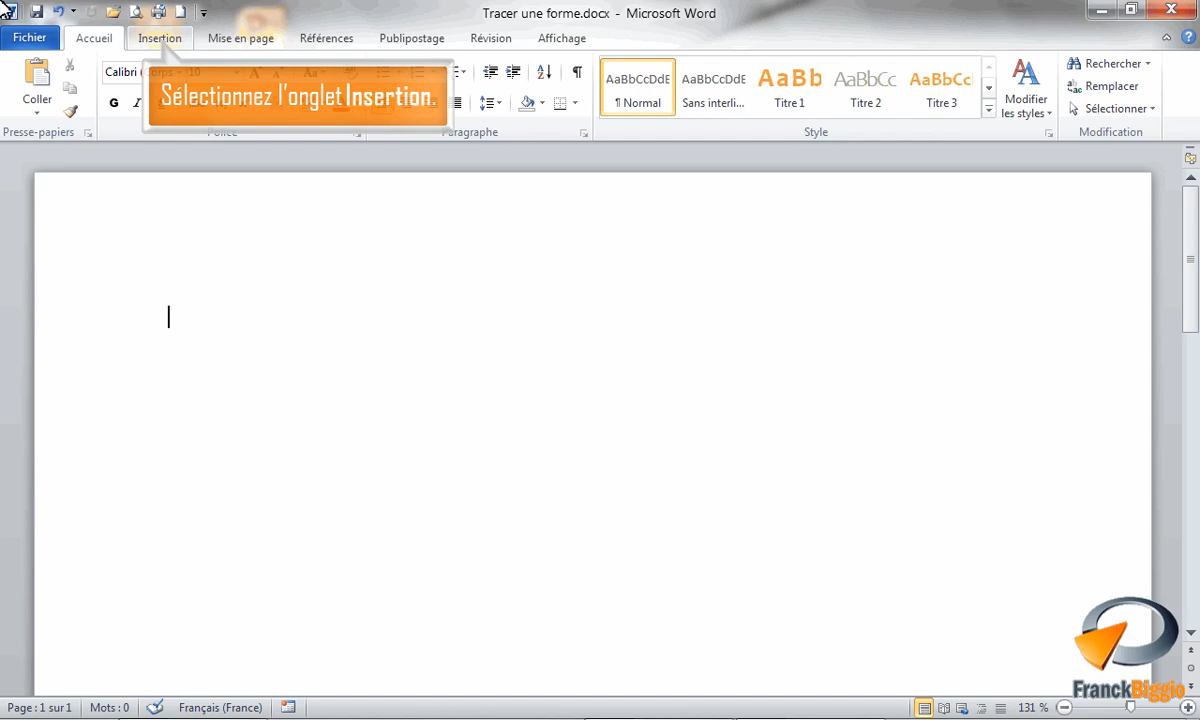 Tracer une forme.docx - Microsoft Word
Fichier Accueil Insertion Mise en page Références Publipostage Révision Affichage
Coller
Presse-papiers
Calibri
10
G I
Sélectionnez l'onglet Insertion.
Police
Paragraphe
AaBbCcDdE AaBbCcDdE AaBb AaBbCc AaBbCc
¶ Normal Sans interli... Titre 1 Titre 2 Titre 3
Style
Modifier
les styles
Rechercher
Remplacer
Sélectionner
Modification
FranckBiggio
Page : 1 sur 1 Mots : 0 Français (France) 131 %